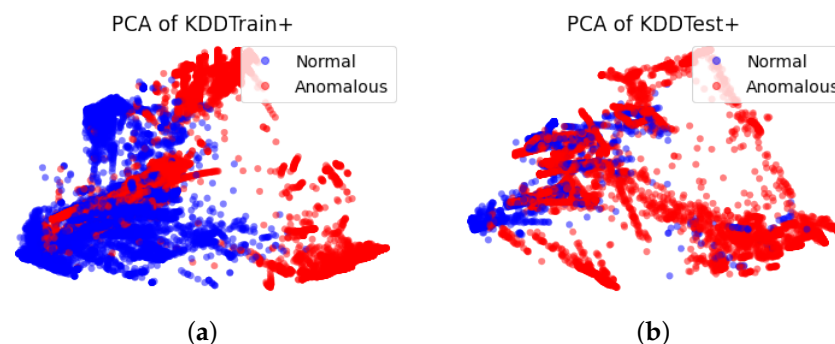 PCA of KDDTrain+
Normal
Anomalous
(a)
PCA of KDDTest+
Normal
Anomalous
(b)